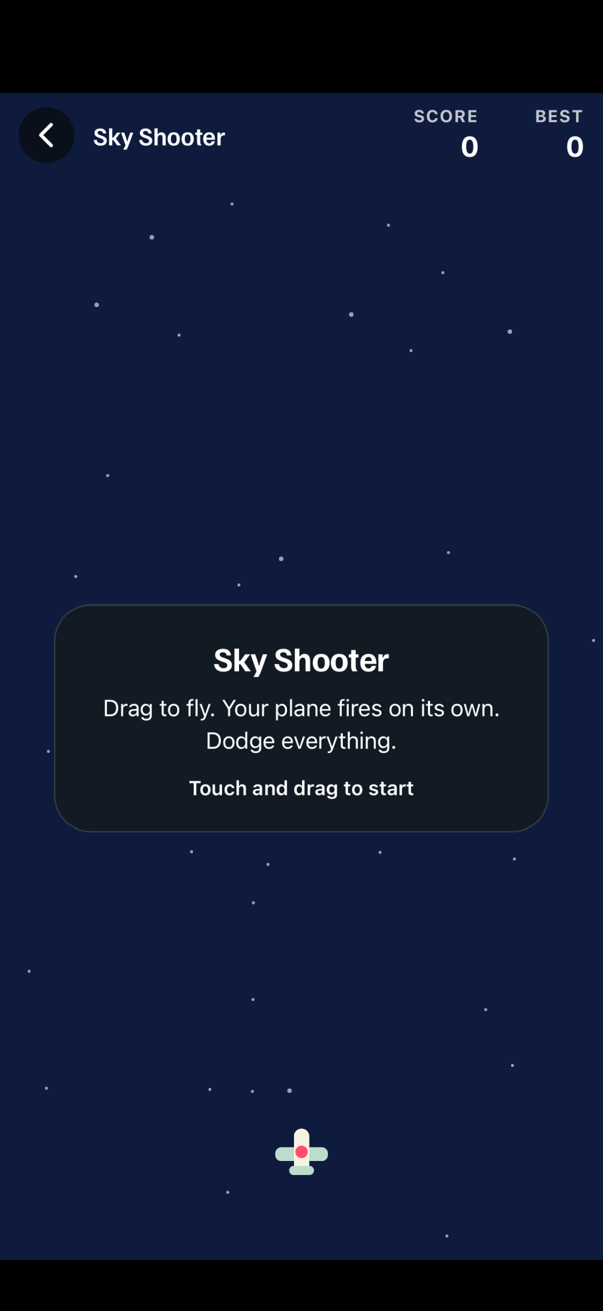 Sky Shooter
SCORE
0
BEST
0
Sky Shooter
Drag to fly. Your plane fires on its own.
Dodge everything.
Touch and drag to start